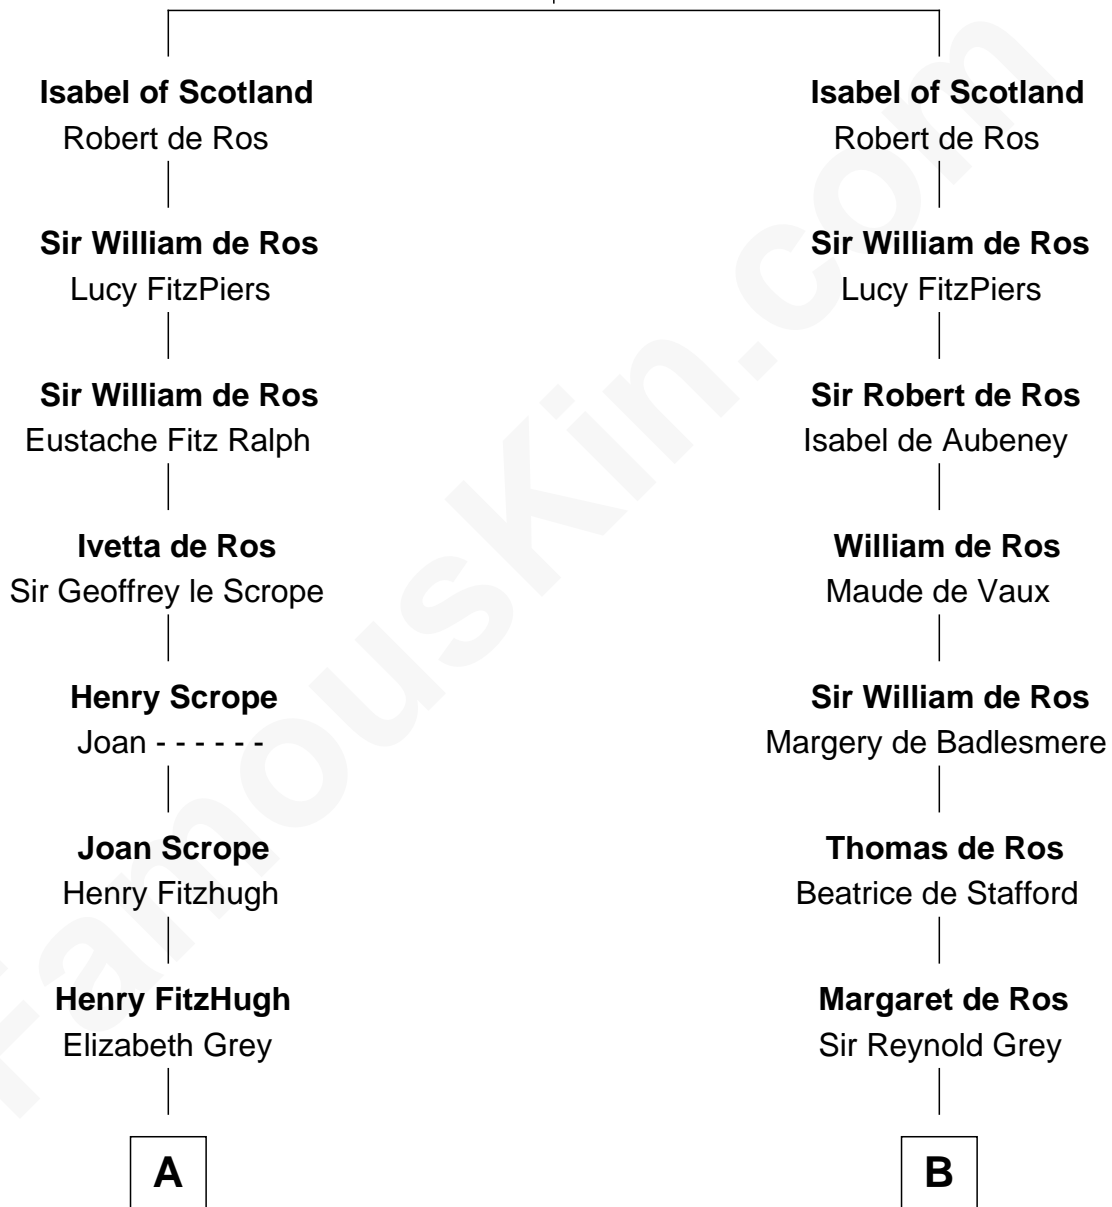 Isabel of Scotland
Robert de Ros
Sir William de Ros
Lucy FitzPiers
Sir William de Ros
Eustache Fitz Ralph
Ivetta de Ros
Sir Geoffrey le Scrope
Henry Scrope
Joan - - - - - -
Joan Scrope
Henry Fitzhugh
Henry FitzHugh
Elizabeth Grey
A
Isabel of Scotland
Robert de Ros
Sir William de Ros
Lucy FitzPiers
Sir Robert de Ros
Isabel de Aubeney
William de Ros
Maude de Vaux
Sir William de Ros
Margery de Badlesmere
Thomas de Ros
Beatrice de Stafford
Margaret de Ros
Sir Reynold Grey
B
FamousKin.com